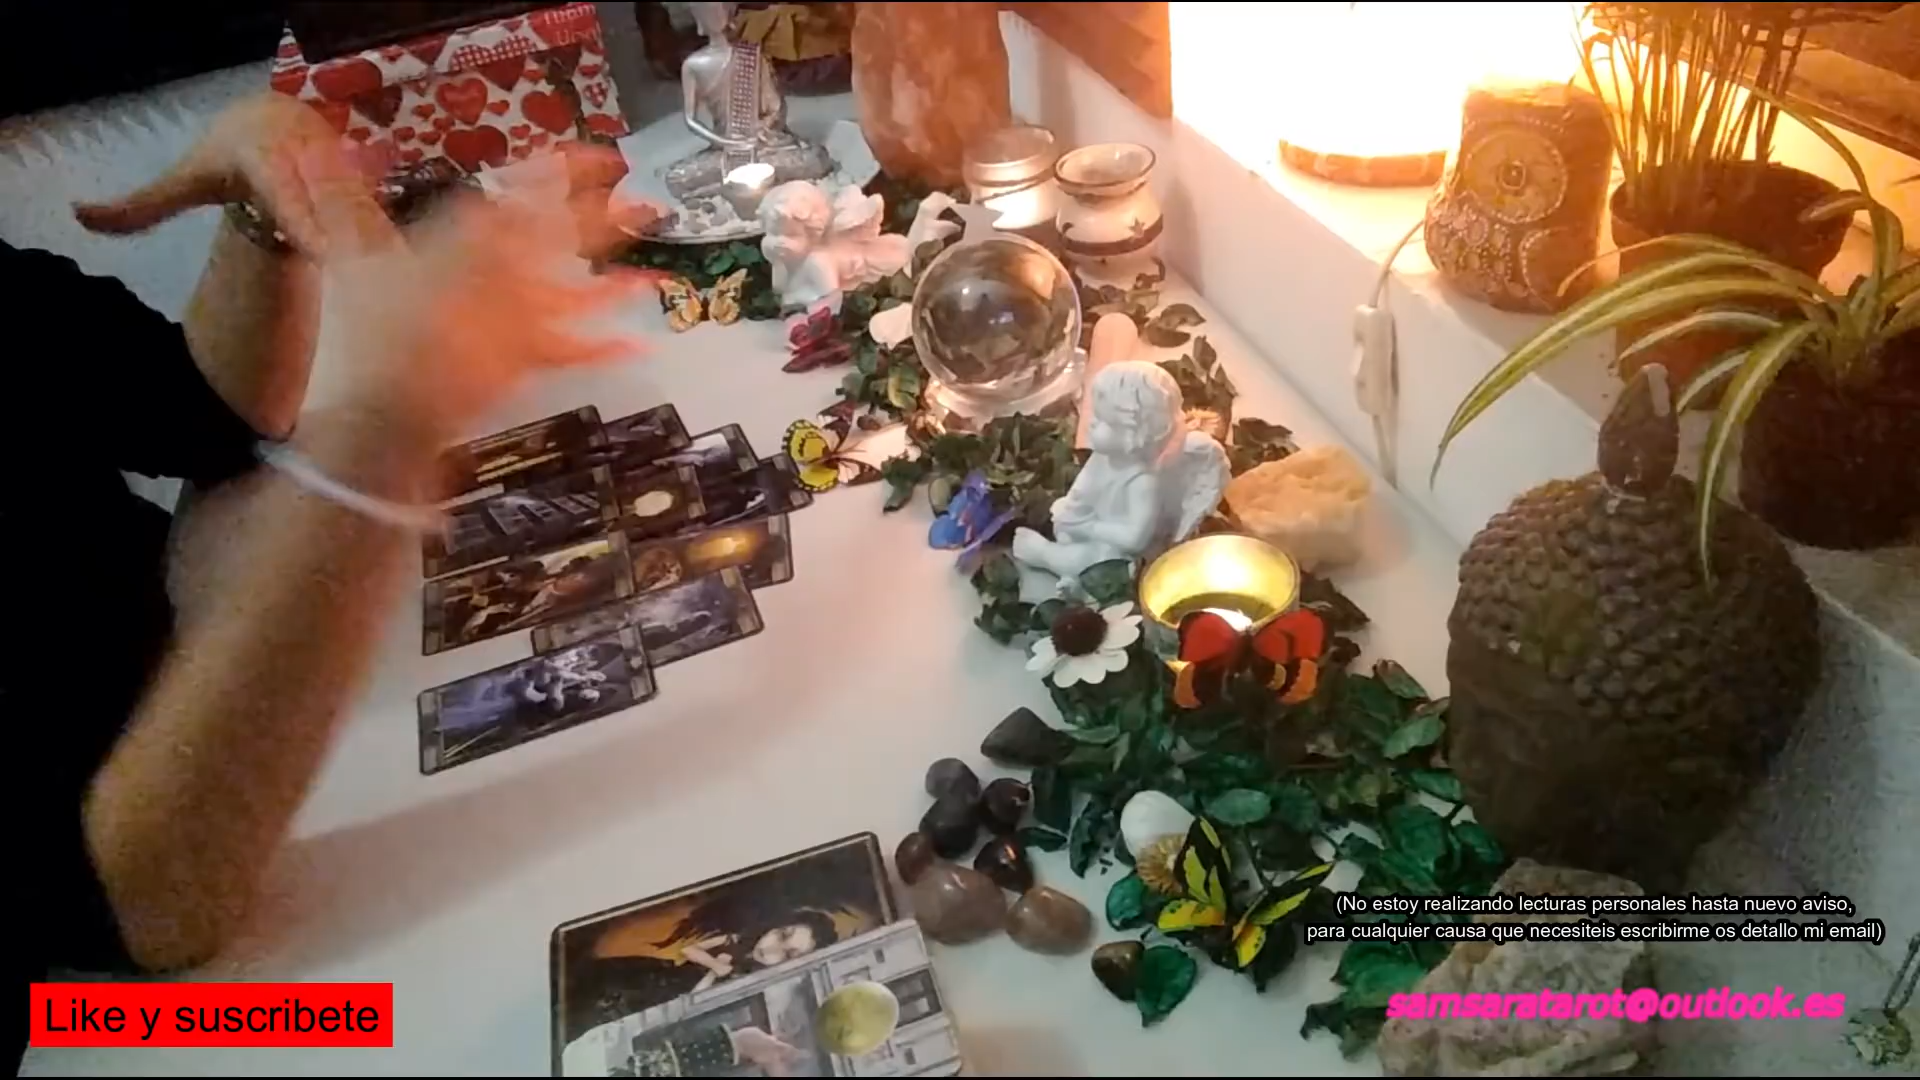 (No estoy realizando lecturas personales hasta nuevo aviso,
para cualquier causa que necesiteis escribirme os detallo mi email)
samsaratarot@outlook.es
Like y suscribete